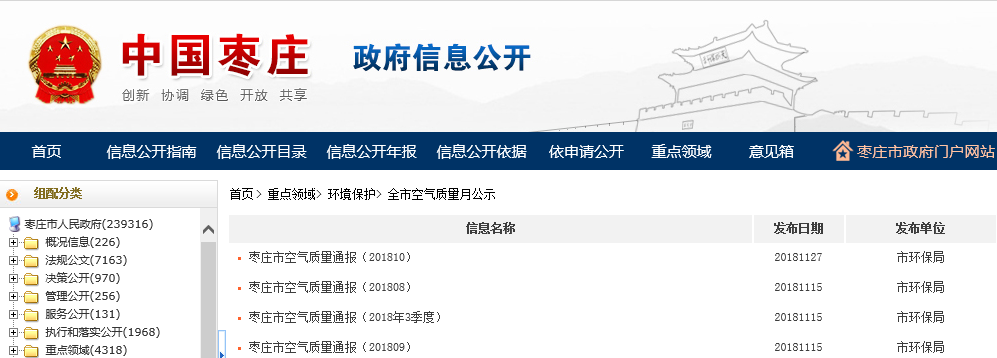 中国枣庄
政府信息公开
创新 协调 绿色 开放 共享
首页 信息公开指南 信息公开目录 信息公开年报 信息公开依据 依申请公开 重点领域 意见箱 枣庄市政府门户网站
组配分类
枣庄市人民政府(239316)
概况信息(226)
法规公文(7163)
决策公开(970)
管理公开(256)
服务公开(131)
执行和落实公开(1968)
重点领域(4318)
首页> 重点领域> 环境保护> 全市空气质量月公示
信息名称 发布日期 发布单位
枣庄市空气质量通报（201810） 20181127 市环保局
枣庄市空气质量通报（201808） 20181115 市环保局
枣庄市空气质量通报（2018年3季度） 20181115 市环保局
枣庄市空气质量通报（201809） 20181115 市环保局